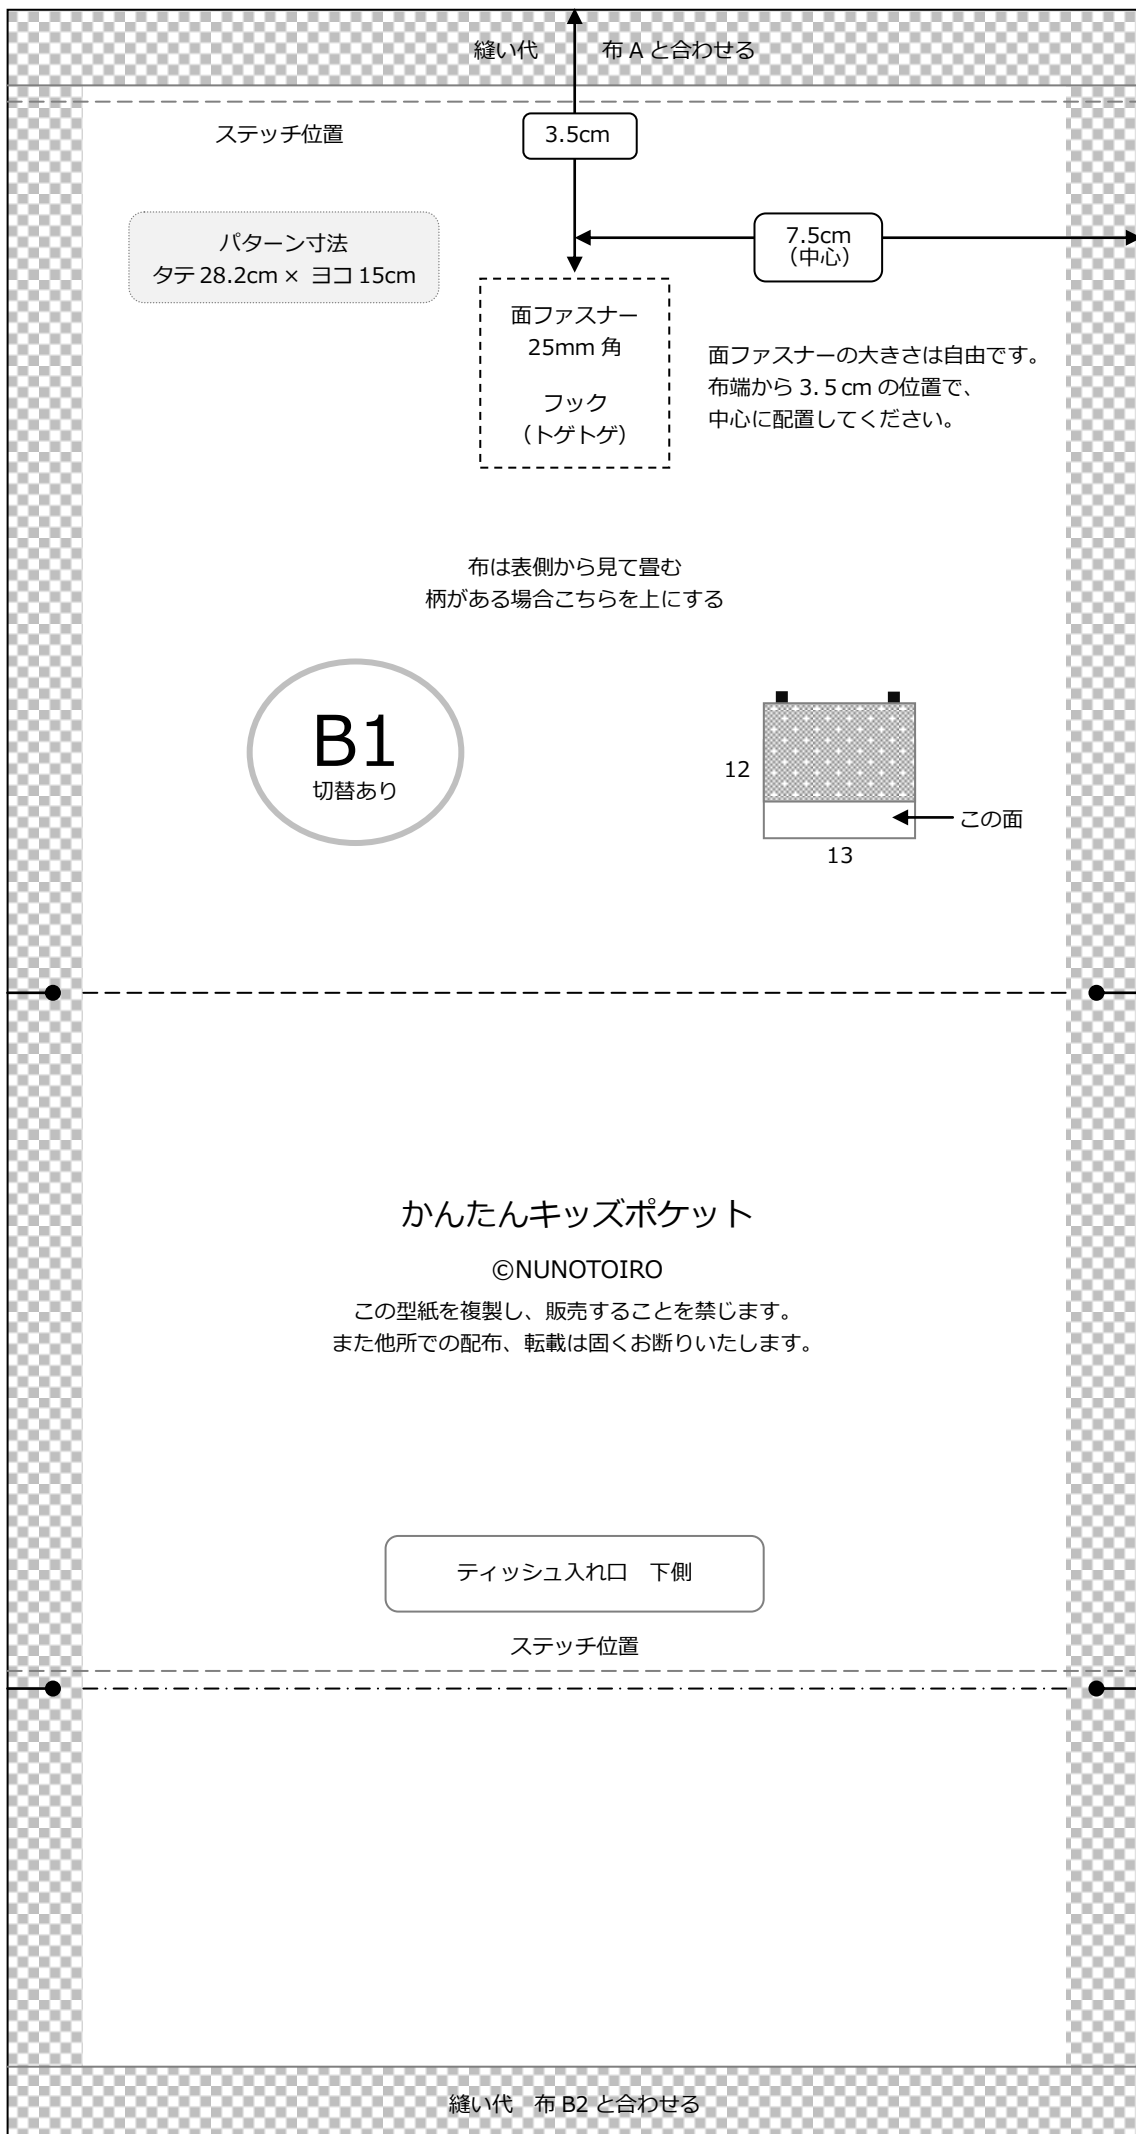 縫い代　布 A と合わせる
ステッチ位置
3.5cm
パターン寸法
タテ 28.2cm × ヨコ 15cm
7.5cm
（中心）
面ファスナー
25mm 角
フック
（トゲトゲ）
面ファスナーの大きさは自由です。
布端から 3.5cm の位置で、
中心に配置してください。
布は表側から見て畳む
柄がある場合こちらを上にする
B1
切替あり
12
この面
13
かんたんキッズポケット
©NUNOTOIRO
この型紙を複製し、販売することを禁じます。
また他所での配布、転載は固くお断りいたします。
ティッシュ入れ口　下側
ステッチ位置
縫い代　布 B2 と合わせる